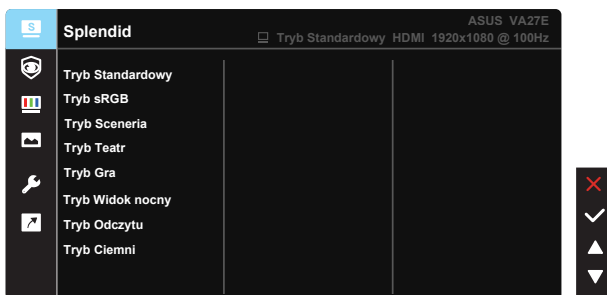 S
Splendid
ASUS VA27E
Tryb Standardowy HDMI 1920x1080 @ 100Hz
Tryb Standardowy
Tryb sRGB
Tryb Sceneria
Tryb Teatr
Tryb Gra
Tryb Widok nocny
Tryb Odczytu
Tryb Ciemni